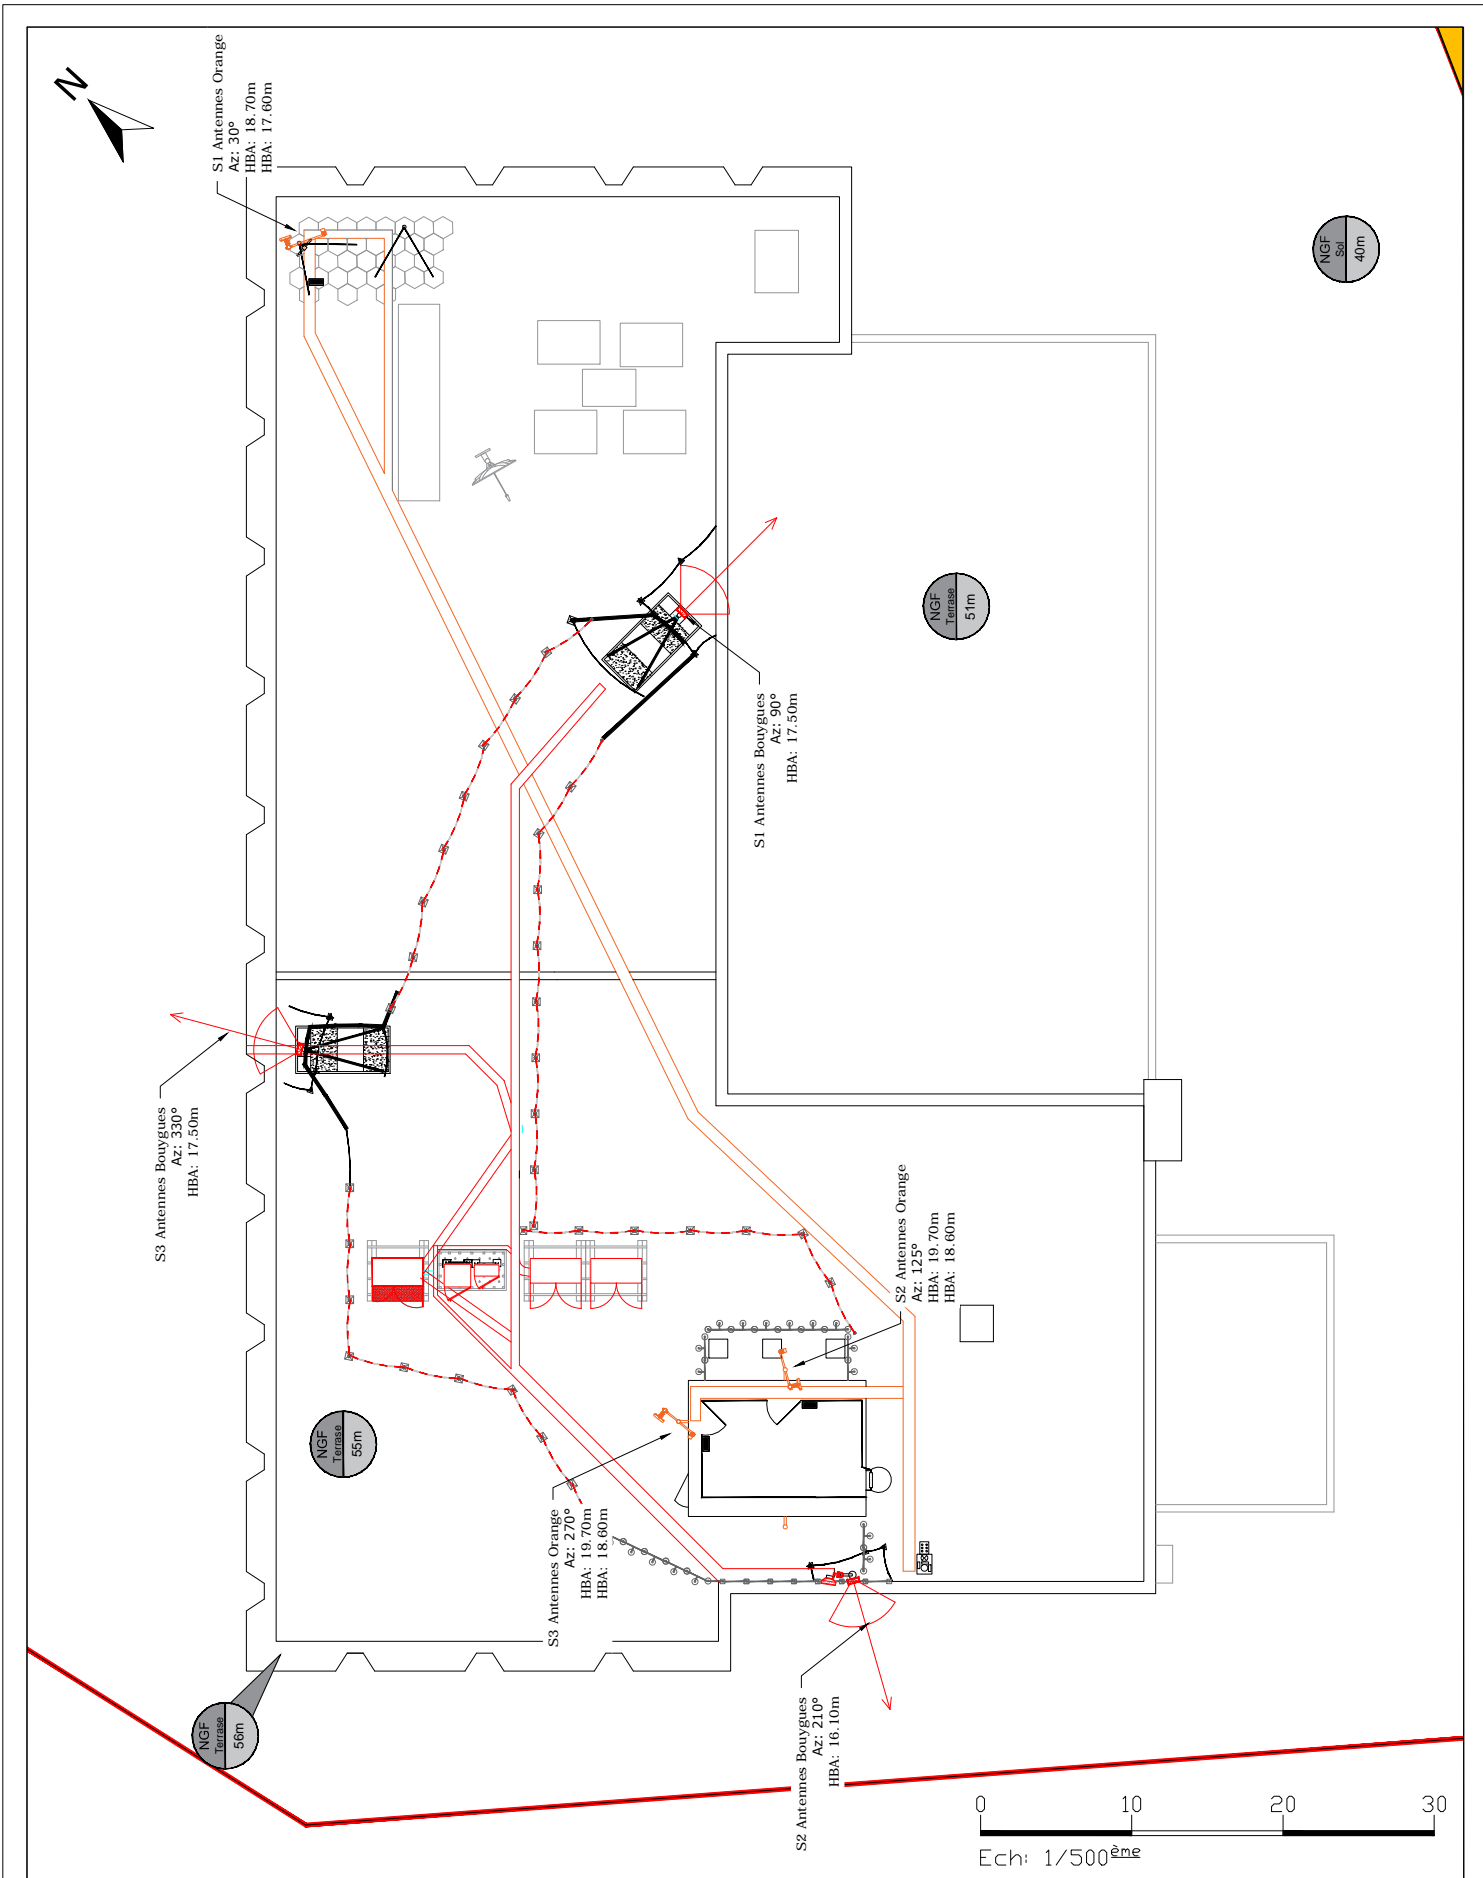 N
S1 Antennes Orange
Az: 30°
HBA: 18.70m
HBA: 17.60m
NGF
Sol
40m
NGF
Terrase
51m
S1 Antennes Bouygues
Az: 90°
HBA: 17.50m
S3 Antennes Bouygues
Az: 330°
HBA: 17.50m
S2 Antennes Orange
Az: 125°
HBA: 19.70m
HBA: 18.60m
NGF
Terrase
55m
S3 Antennes Orange
Az: 270°
HBA: 19.70m
HBA: 18.60m
NGF
Terrase
56m
S2 Antennes Bouygues
Az: 210°
HBA: 16.10m
0 10 20 30
Ech: 1/500ème